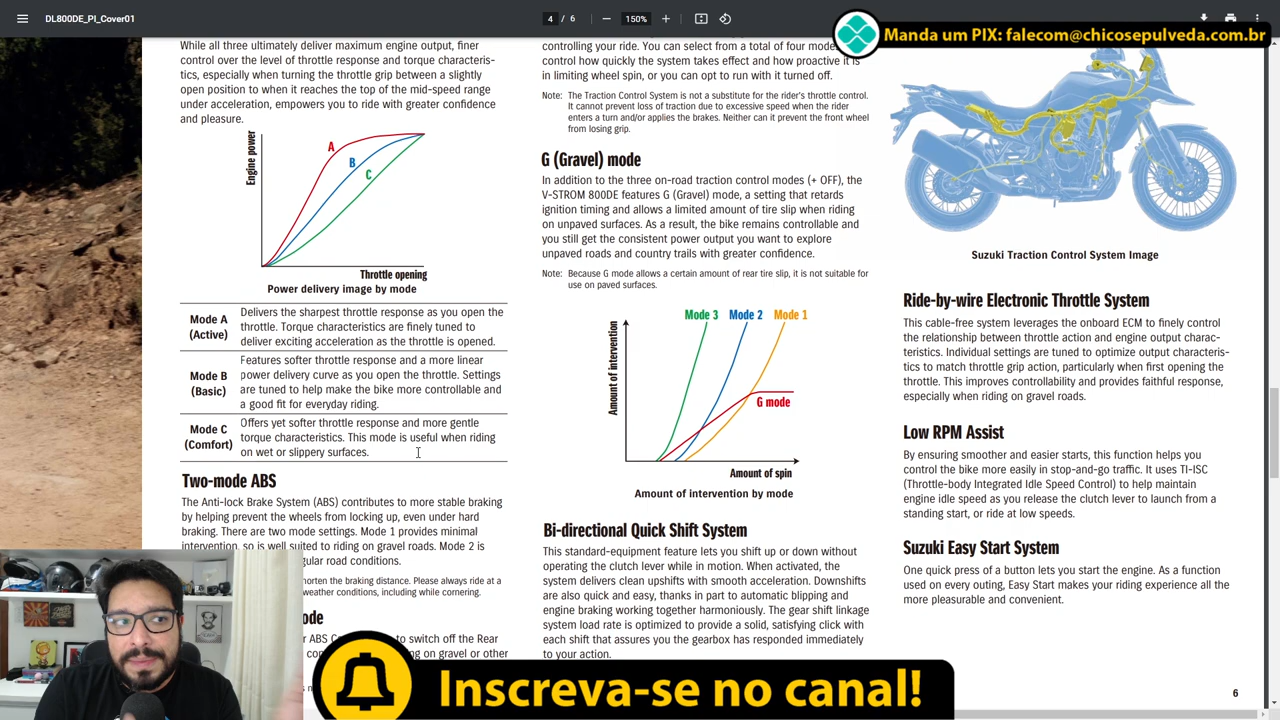 DL800DE_PI_Cover01
4 / 6
150%
Manda um PIX: falecom@chicosepulveda.com.br
While all three ultimately deliver maximum engine output, finer
control over the level of throttle response and torque characteris-
tics, especially when turning the throttle grip between a slightly
open position to when it reaches the top of the mid-speed range
under acceleration, empowers you to ride with greater confidence
and pleasure.
Engine power
A
B
C
Throttle opening
Power delivery image by mode
Mode A
(Active)
Delivers the sharpest throttle response as you open the
throttle. Torque characteristics are finely tuned to
deliver exciting acceleration as the throttle is opened.
Mode B
(Basic)
Features softer throttle response and a more linear
power delivery curve as you open the throttle. Settings
are tuned to help make the bike more controllable and
a good fit for everyday riding.
Mode C
(Comfort)
Offers yet softer throttle response and more gentle
torque characteristics. This mode is useful when riding
on wet or slippery surfaces.
Two-mode ABS
The Anti-lock Brake System (ABS) contributes to more stable braking
by helping prevent the wheels from locking up, even under hard
braking. There are two mode settings. Mode 1 provides minimal
intervention, so is well suited to riding on gravel roads. Mode 2 is
gular road conditions.
horten the braking distance. Please always ride at a
weather conditions, including while cornering.
ode
to switch off the Rear
ng on gravel or other
controlling your ride. You can select from a total of four mode
control how quickly the system takes effect and how proactive it is
in limiting wheel spin, or you can opt to run with it turned off.
Note: The Traction Control System is not a substitute for the rider's throttle control.
It cannot prevent loss of traction due to excessive speed when the rider
enters a turn and/or applies the brakes. Neither can it prevent the front wheel
from losing grip.
G (Gravel) mode
In addition to the three on-road traction control modes (+ OFF), the
V-STROM 800DE features G (Gravel) mode, a setting that retards
ignition timing and allows a limited amount of tire slip when riding
on unpaved surfaces. As a result, the bike remains controllable and
you still get the consistent power output you want to explore
unpaved roads and country trails with greater confidence.
Note: Because G mode allows a certain amount of rear tire slip, it is not suitable for
use on paved surfaces.
Mode 3 Mode 2 Mode 1
Amount of intervention
G mode
Amount of spin
Amount of intervention by mode
Bi-directional Quick Shift System
This standard-equipment feature lets you shift up or down without
operating the clutch lever while in motion. When activated, the
system delivers clean upshifts with smooth acceleration. Downshifts
are also quick and easy, thanks in part to automatic blipping and
engine braking working together harmoniously. The gear shift linkage
system load rate is optimized to provide a solid, satisfying click with
each shift that assures you the gearbox has responded immediately
to your action.
Suzuki Traction Control System Image
Ride-by-wire Electronic Throttle System
This cable-free system leverages the onboard ECM to finely control
the relationship between throttle action and engine output charac-
teristics. Individual settings are tuned to optimize output characteris-
tics to match throttle grip action, particularly when first opening the
throttle. This improves controllability and provides faithful response,
especially when riding on gravel roads.
Low RPM Assist
By ensuring smoother and easier starts, this function helps you
control the bike more easily in stop-and-go traffic. It uses TI-ISC
(Throttle-body Integrated Idle Speed Control) to help maintain
engine idle speed as you release the clutch lever to launch from a
standing start, or ride at low speeds.
Suzuki Easy Start System
One quick press of a button lets you start the engine. As a function
used on every outing, Easy Start makes your riding experience all the
more pleasurable and convenient.
6
Inscreva-se no canal!